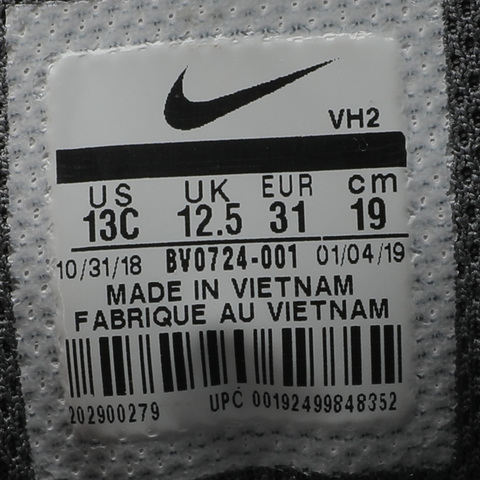 VH2
US UK EUR cm
13C 12.5 31 19
10/31/18 BV0724-001 01/04/19
MADE IN VIETNAM
FABRIQUE AU VIETNAM
202900279 UPC 00192499848352